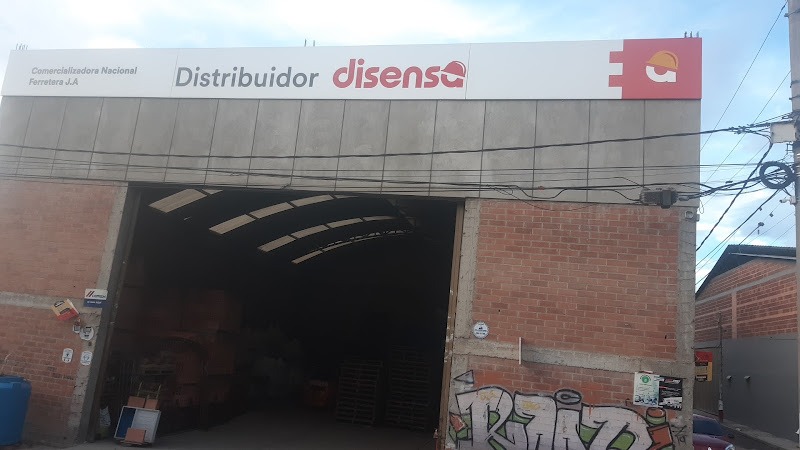 Comercializadora Nacional
Ferretera J.A
Distribuidor disensa